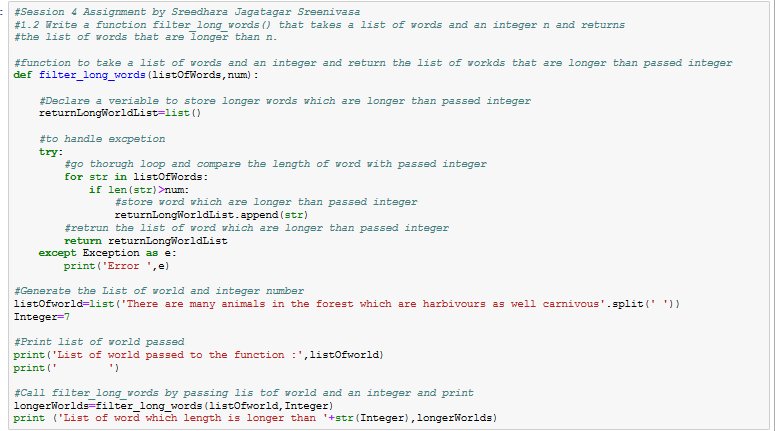 #Session 4 Assignment by Sreedhara Jagatagar Sreenivasa
#1.2 Write a function filter_long_words() that takes a list of words and an integer n and returns
#the list of words that are longer than n.
#function to take a list of words and an integer and return the list of workds that are longer than passed integer
def filter_long_words(listOfWords,num):
#Declare a veriable to store longer words which are longer than passed integer
returnLongWorldList=list()
#to handle excpetion
try:
#go thorugh loop and compare the length of word with passed integer
for str in listOfWords:
if len(str)>num:
#store word which are longer than passed integer
returnLongWorldList.append(str)
#retrun the list of word which are longer than passed integer
return returnLongWorldList
except Exception as e:
print('Error ',e)
#Generate the List of world and integer number
listOfworld=list('There are many animals in the forest which are harbivours as well carnivous'.split(' '))
Integer=7
#Print list of world passed
print('List of world passed to the function :',listOfworld)
print('        ')
#Call filter_long_words by passing lis tof world and an integer and print
longerWorlds=filter_long_words(listOfworld,Integer)
print ('List of word which length is longer than '+str(Integer),longerWorlds)